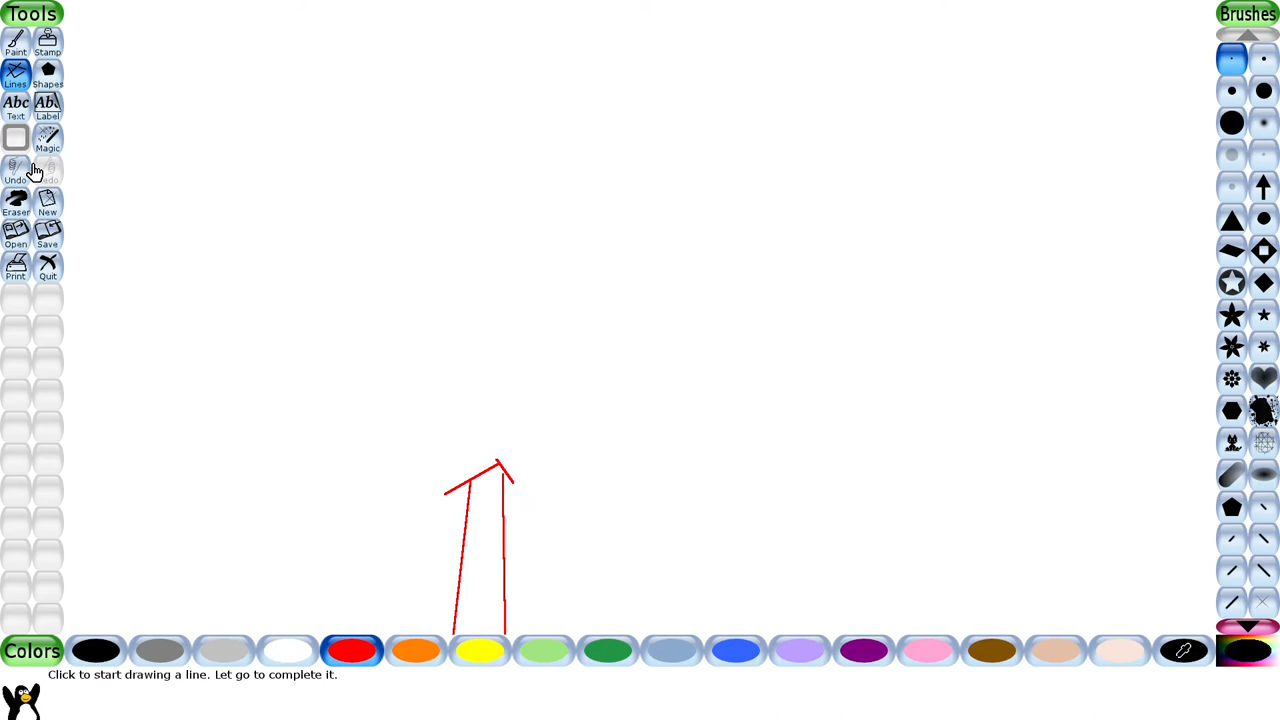 Tools
Brushes
Paint
Stamp
Lines
Shapes
Abc
Abc
Text
Label
Magic
Undo
Eraser
New
Open
Save
Print
Quit
Colors
Click to start drawing a line. Let go to complete it.